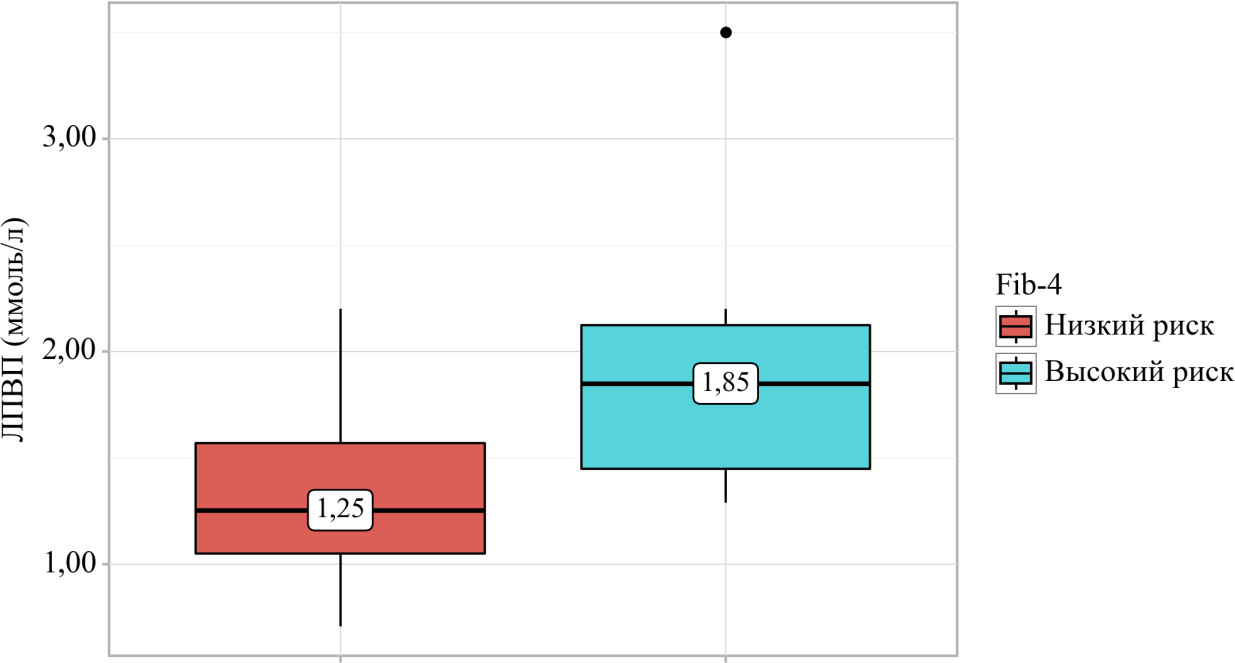 ЛПВП (ммоль/л)
3,00
2,00
1,00
1,25
1,85
Fib-4
Низкий риск
Высокий риск